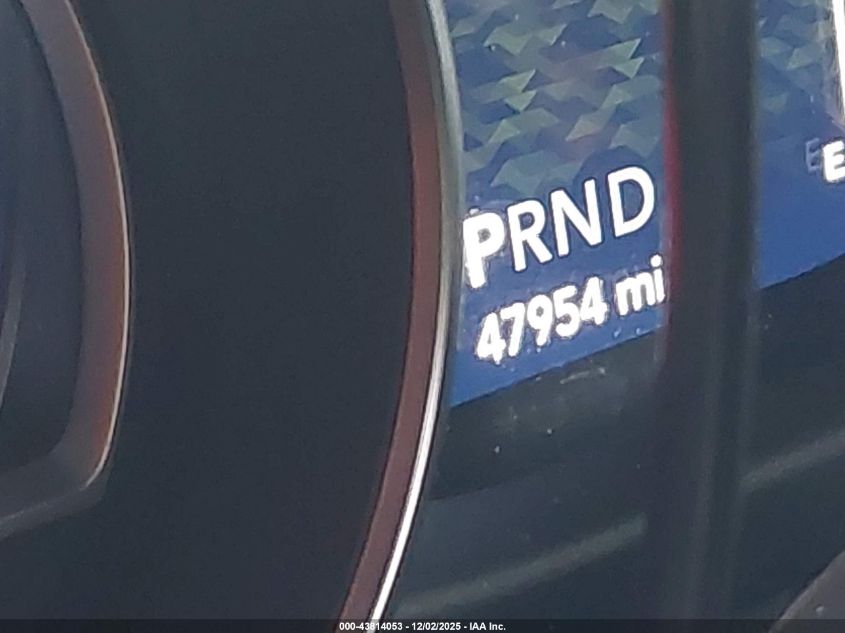 E
PRND
47954 mi
000-43814053 - 12/02/2025 - IAA Inc.